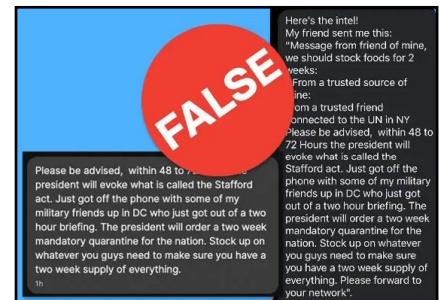 FALSE
Please be advised, within 48 to 72
president will evoke what is called the Stafford
act. Just got off the phone with some of my
military friends up in DC who just got out of a two
hour briefing. The president will order a two week
mandatory quarantine for the nation. Stock up on
whatever you guys need to make sure you have a
two week supply of everything.
1h
Here's the intel!
My friend sent me this:
"Message from friend of mine,
we should stock foods for 2
weeks:
From a trusted source of
mine:
from a trusted friend
connected to the UN in NY
Please be advised, within 48 to
72 Hours the president will
evoke what is called the
Stafford act. Just got off the
phone with some of my military
friends up in DC who just got
out of a two hour briefing. The
president will order a two week
mandatory quarantine for the
nation. Stock up on whatever
you guys need to make sure
you have a two week supply of
everything. Please forward to
your network".